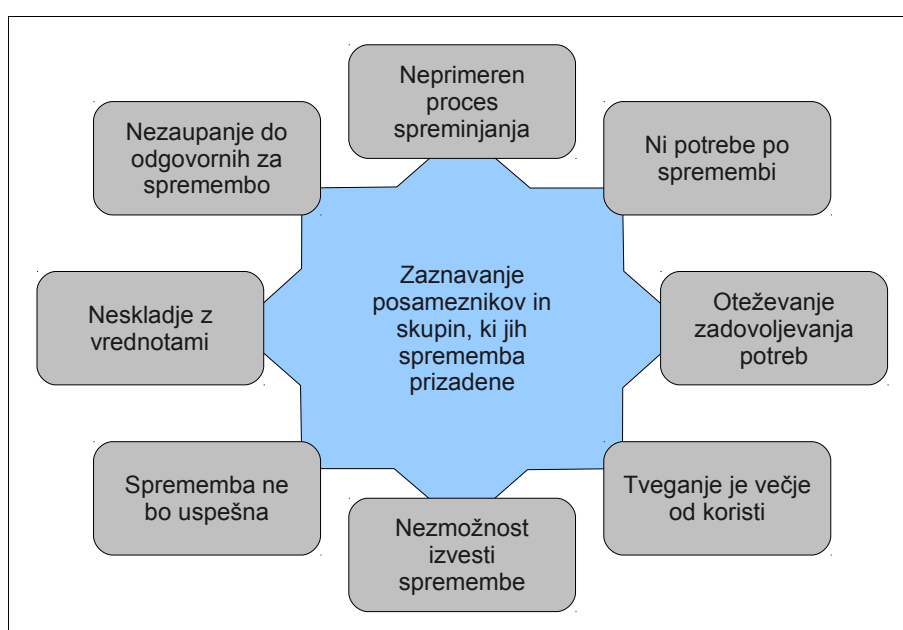 Neprimeren
proces
spreminjanja
Nezaupanje do
odgovornih za
spremembo
Ni potrebe po
spremembi
Zaznavanje
posameznikov in
skupin, ki jih
sprememba
prizadene
Neskladje z
vrednotami
Oteževanje
zadovoljevanja
potreb
Sprememba ne
bo uspešna
Tveganje je večje
od koristi
Nezmožnost
izvesti
spremembe